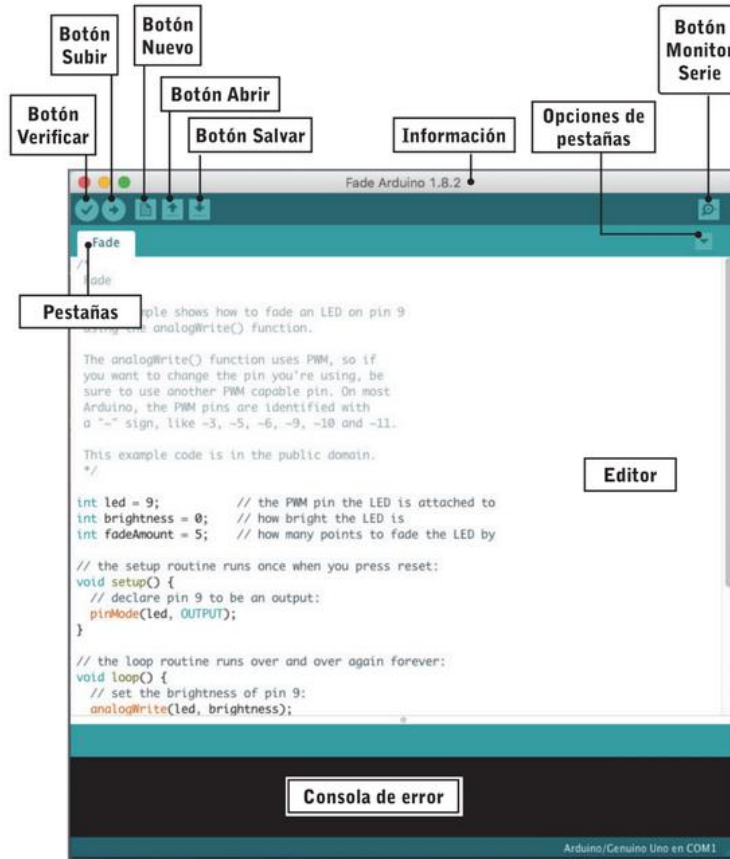 Botón
Subir
Botón
Nuevo
Botón
Monitor
Serie
Botón
Verificar
Botón Abrir
Botón Salvar
Información
Opciones de
pestañas
Fade Arduino 1.8.2
Fade
/*
Fade
Pestañas
mple shows how to fade an LED on pin 9
using the analogWrite() function.
The analogWrite() function uses PWM, so if
you want to change the pin you're using, be
sure to use another PWM capable pin. On most
Arduino, the PWM pins are identified with
a "~" sign, like ~3, ~5, ~6, ~9, ~10 and ~11.
This example code is in the public domain.
*/
Editor
int led = 9; // the PWM pin the LED is attached to
int brightness = 0; // how bright the LED is
int fadeAmount = 5; // how many points to fade the LED by
// the setup routine runs once when you press reset:
void setup() {
// declare pin 9 to be an output:
pinMode(led, OUTPUT);
}
// the loop routine runs over and over again forever:
void loop() {
// set the brightness of pin 9:
analogWrite(led, brightness);
Consola de error
Arduino/Genuino Uno en COM1